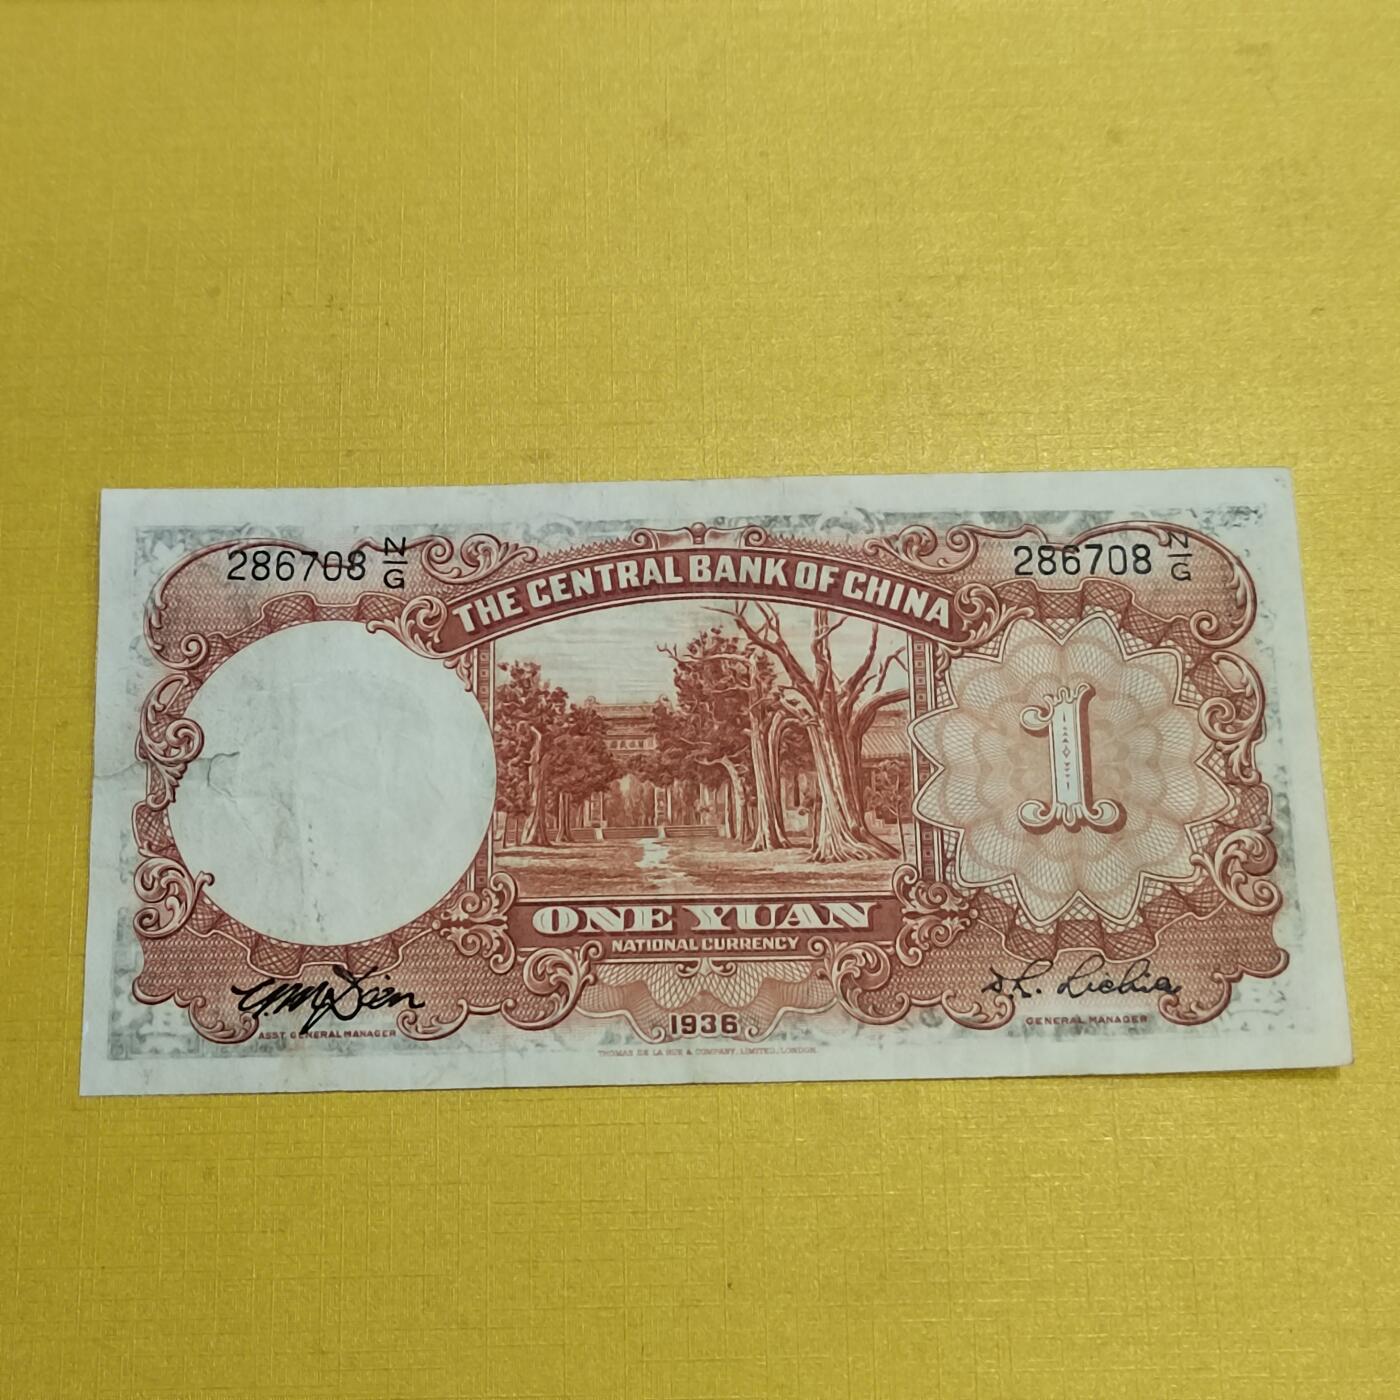 286708 N/G
286708 N/G
THE CENTRAL BANK OF CHINA
1
ONE YUAN
NATIONAL CURRENCY
ASST GENERAL MANAGER
GENERAL MANAGER
1936
THOMAS DE LA RUE & COMPANY, LIMITED, LONDON.